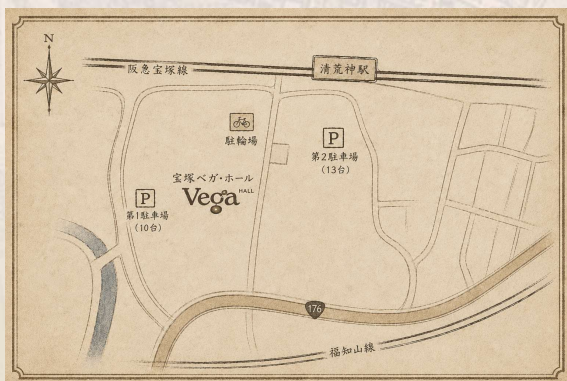 N
阪急宝塚線
清荒神駅
駐輪場
P
第2駐車場
(13台)
宝塚ベガ・ホール
Vega HALL
P
第1駐車場
(10台)
176
福知山線